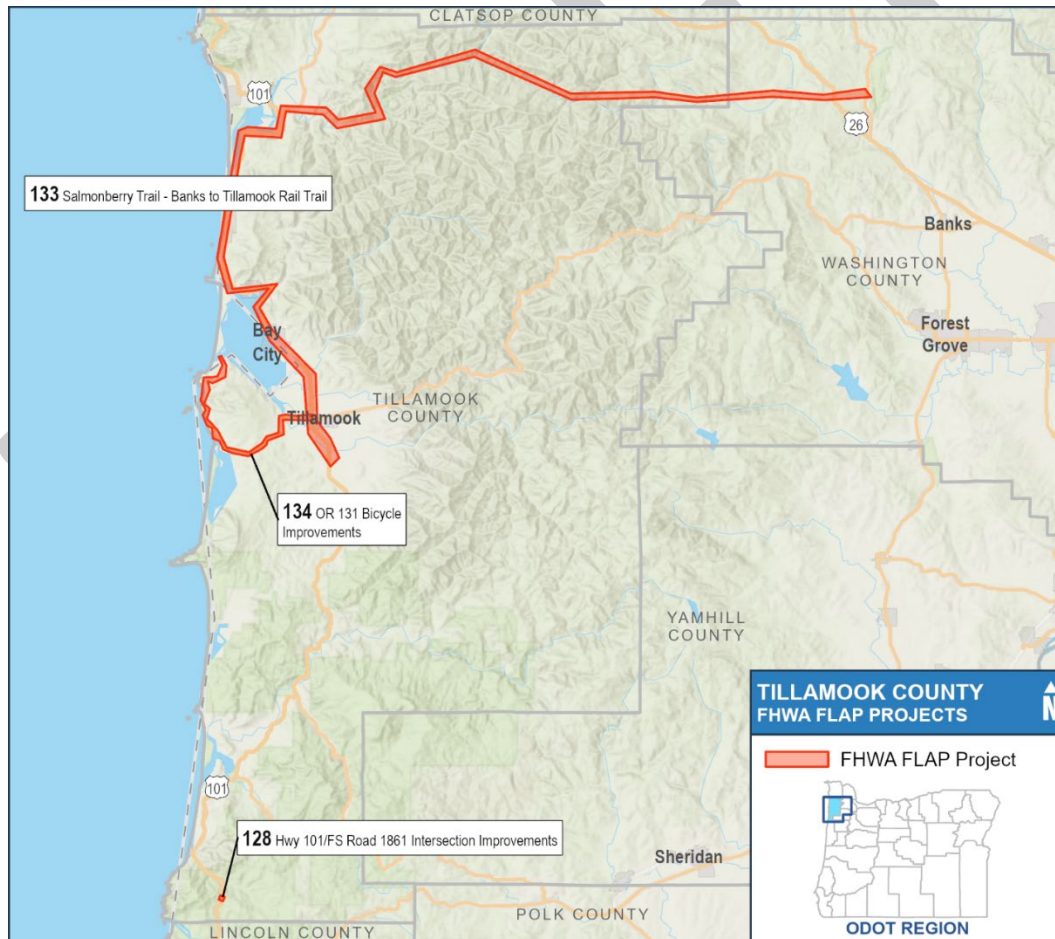 CLATSOP COUNTY
101
26
133 Salmonberry Trail - Banks to Tillamook Rail Trail
Banks
WASHINGTON
COUNTY
Forest
Grove
Bay
City
TILLAMOOK
COUNTY
Tillamook
134 OR 131 Bicycle
Improvements
YAMHILL
COUNTY
101
128 Hwy 101/FS Road 1861 Intersection Improvements
Sheridan
POLK COUNTY
LINCOLN COUNTY
TILLAMOOK COUNTY
FHWA FLAP PROJECTS
N
FHWA FLAP Project
ODOT REGION